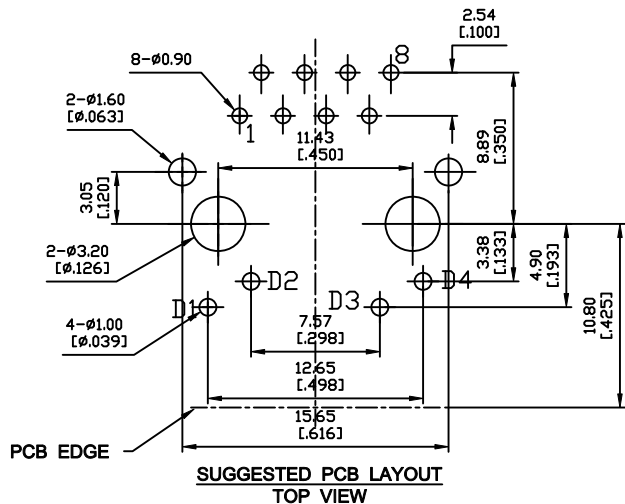 2.54
[.100]
8-ø0.90
8
2-ø1.60
[ø.063]
1
11.43
[.450]
8.89
[.350]
3.05
[.120]
2-ø3.20
[ø.126]
3.38
[.133]
4.90
[.193]
10.80
[.425]
D2
D4
D1
D3
4-ø1.00
[ø.039]
7.57
[.298]
12.65
[.498]
15.65
[.616]
PCB EDGE
SUGGESTED PCB LAYOUT
TOP VIEW